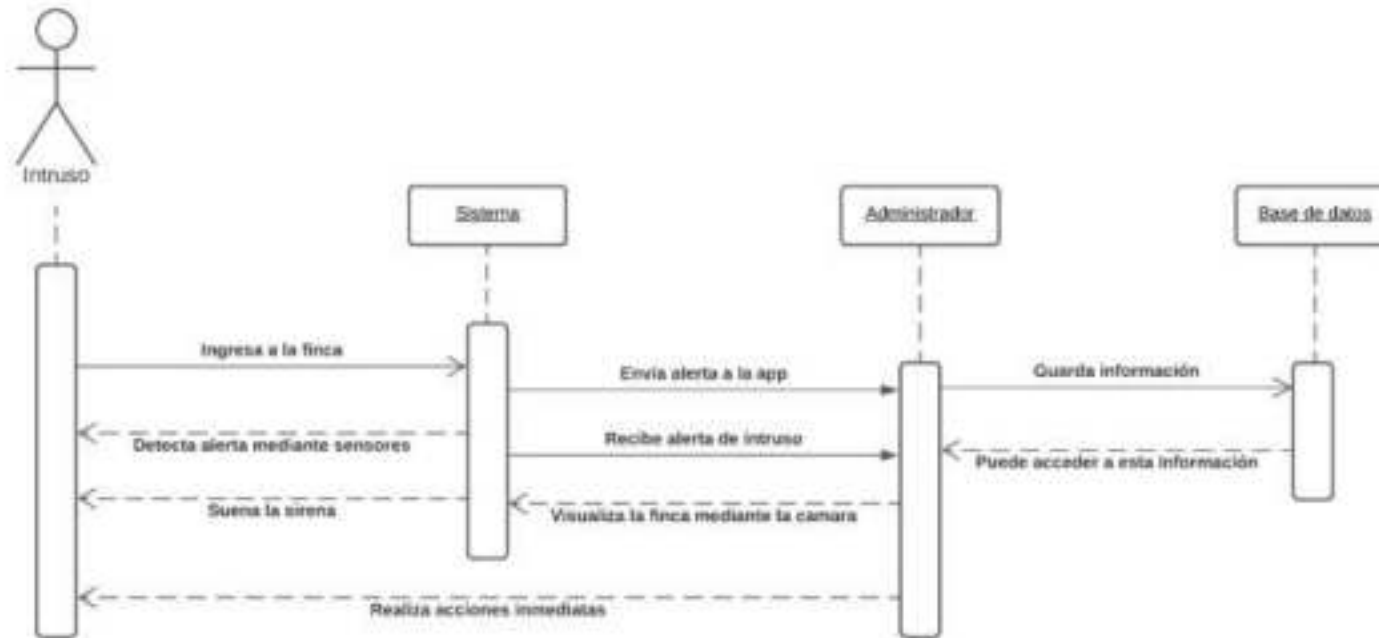 Intruso
Sistema
Administrador
Base de datos
Ingresa a la finca
Envía alerta a la app
Guarda información
Detecta alerta mediante sensores
Recibe alerta de intruso
Puede acceder a esta información
Suena la sirena
Visualiza la finca mediante la camara
Realiza acciones inmediatas